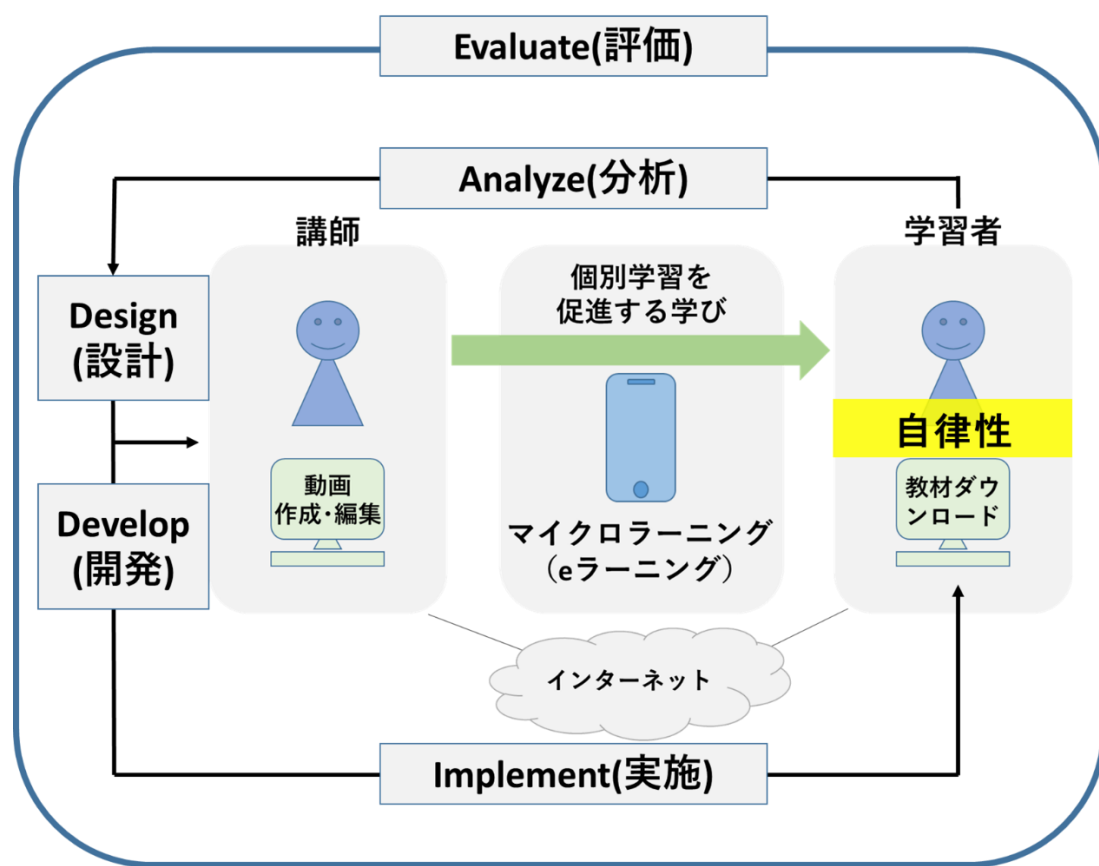 Evaluate(評価)
Analyze(分析)
講師
学習者
Design
(設計)
個別学習を
促進する学び
自律性
Develop
(開発)
動画
作成・編集
マイクロラーニング
（eラーニング）
教材ダウ
ンロード
インターネット
Implement(実施)